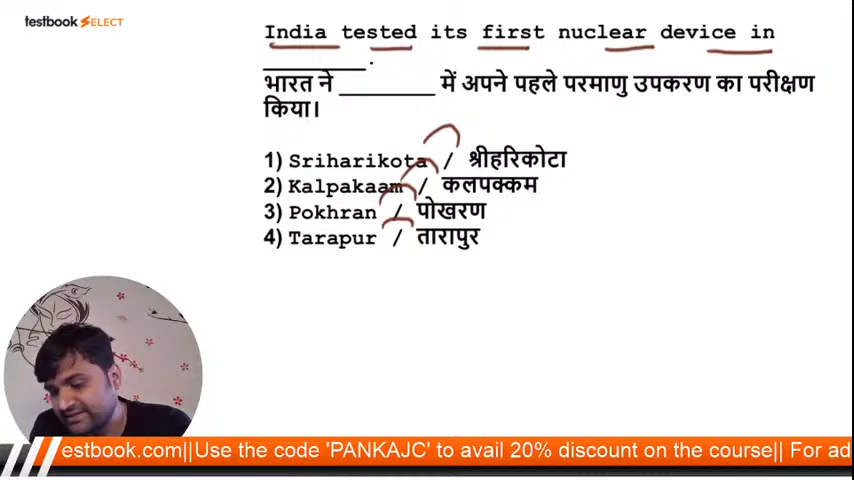 testbook SELECT
India tested its first nuclear device in
________.
भारत ने ________ में अपने पहले परमाणु उपकरण का परीक्षण
किया।
1) Sriharikota / श्रीहरिकोटा
2) Kalpakaam / कलपक्कम
3) Pokhran / पोखरण
4) Tarapur / तारापुर
estbook.com||Use the code 'PANKAJC' to avail 20% discount on the course|| For ad